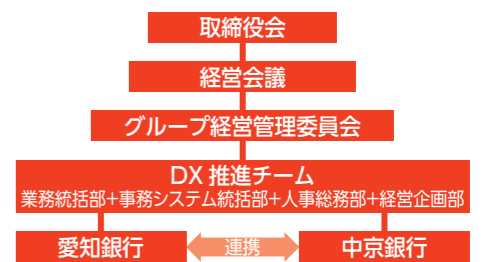 取締役会
経営会議
グループ経営管理委員会
DX 推進チーム
業務統括部+事務システム統括部+人事総務部+経営企画部
愛知銀行
連携
中京銀行